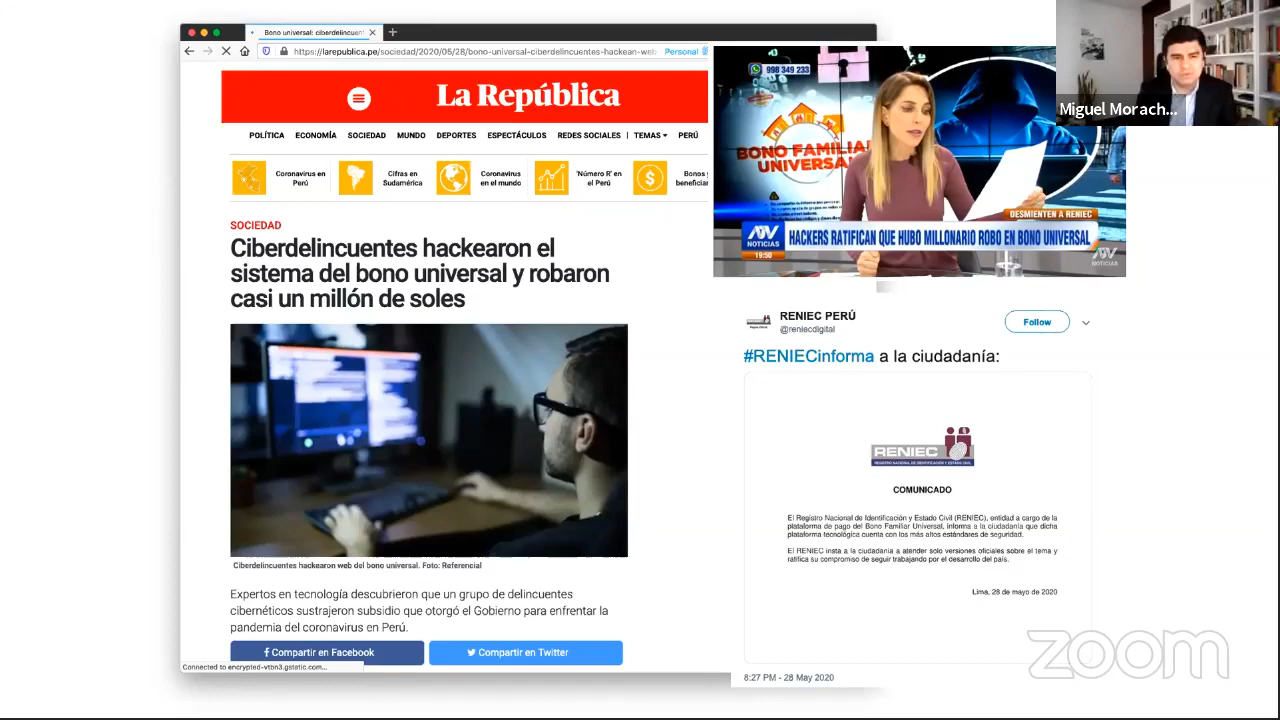 Bono universal: ciberdelincuent
https://larepublica.pe/sociedad/2020/05/28/bono-universal-ciberdelincuentes-hackean-web
Personal
La República
POLÍTICA ECONOMÍA SOCIEDAD MUNDO DEPORTES ESPECTÁCULOS REDES SOCIALES | TEMAS PERÚ
Coronavirus en
Perú
Cifras en
Sudamérica
Coronavirus
en el mundo
'Número R' en
el Perú
Bonos y
beneficiar
SOCIEDAD
Ciberdelincuentes hackearon el
sistema del bono universal y robaron
casi un millón de soles
Ciberdelincuentes hackearon web del bono universal. Foto: Referencial
Expertos en tecnología descubrieron que un grupo de delincuentes
cibernéticos sustrajeron subsidio que otorgó el Gobierno para enfrentar la
pandemia del coronavirus en Perú.
Compartir en Facebook
Compartir en Twitter
Connected to encrypted-vtbn3.gstatic.com...
998 349 233
BONO FAMILIAR
UNIVERSAL
DESMIENTEN A RENIEC
ATV
NOTICIAS
HACKERS RATIFICAN QUE HUBO MILLONARIO ROBO EN BONO UNIVERSAL
19:50
ATV
NOTICIAS
Miguel Morach...
RENIEC PERÚ
@reniecdigital
Follow
#RENIECinforma a la ciudadanía:
RENIEC
REGISTRO NACIONAL DE IDENTIFICACIÓN Y ESTADO CIVIL
COMUNICADO
El Registro Nacional de Identificación y Estado Civil (RENIEC), entidad a cargo de la
plataforma de pago del Bono Familiar Universal, informa a la ciudadanía que dicha
plataforma tecnológica cuenta con los más altos estándares de seguridad.
El RENIEC insta a la ciudadanía a atender solo versiones oficiales sobre el tema y
ratifica su compromiso de seguir trabajando por el desarrollo del país.
Lima, 28 de mayo de 2020
8:27 PM - 28 May 2020
zoom